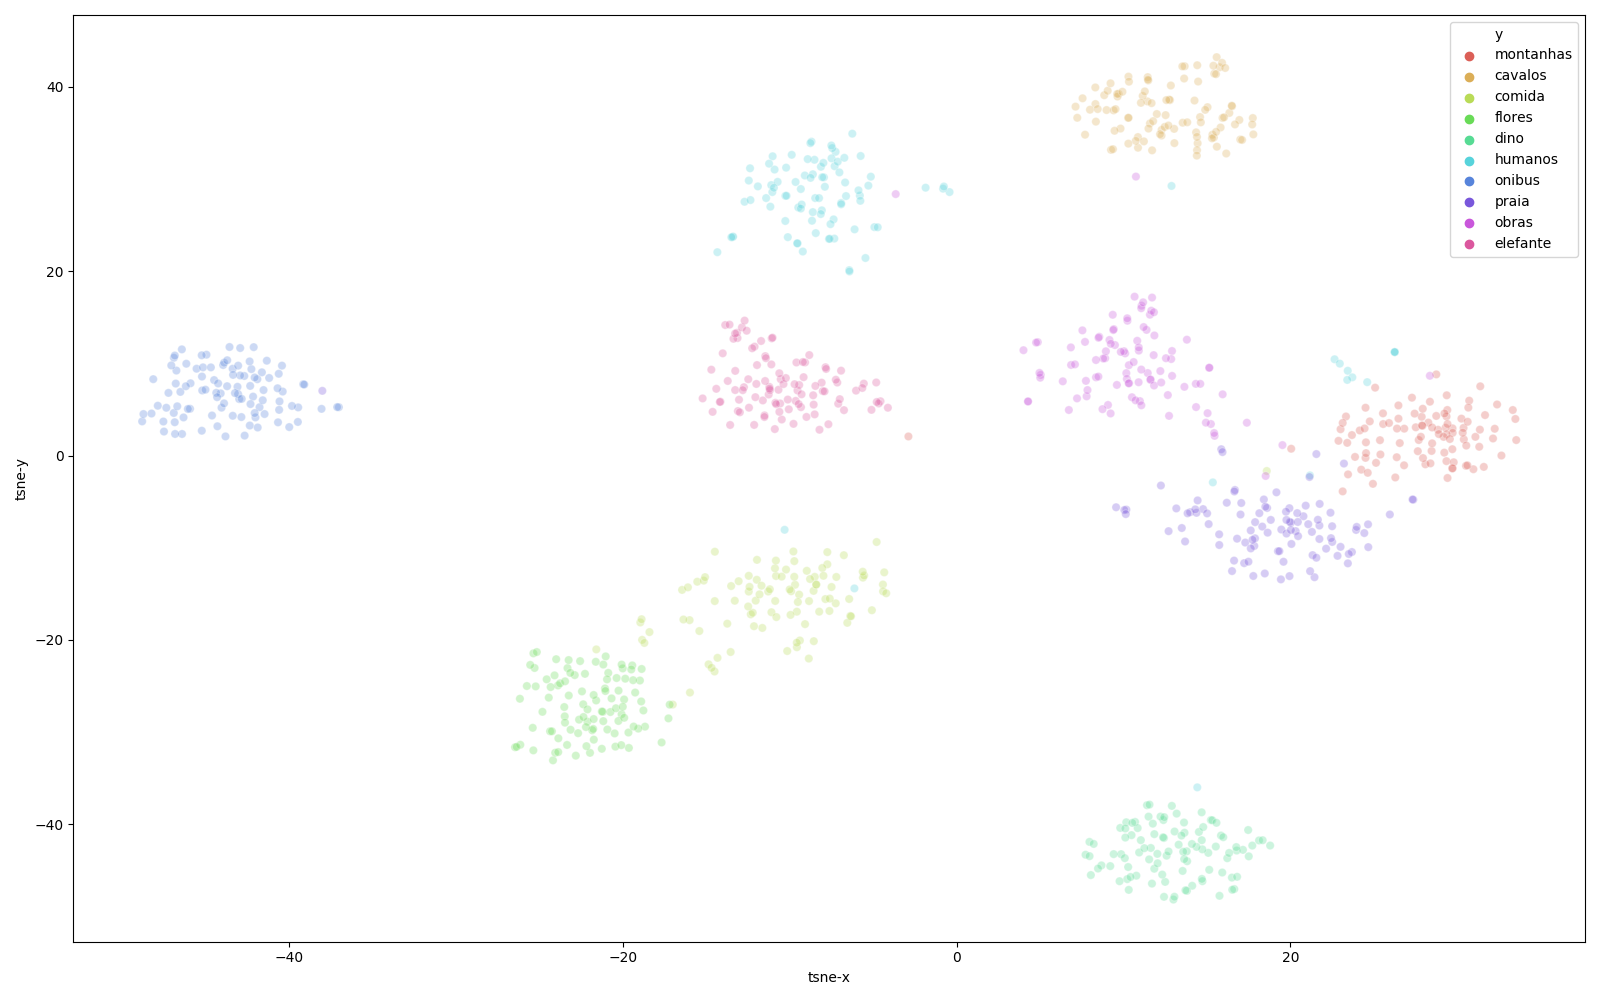 y
montanhas
cavalos
comida
flores
dino
humanos
onibus
praia
obras
elefante
40
20
0
−20
−40
tsne-y
−40
−20
0
20
tsne-x